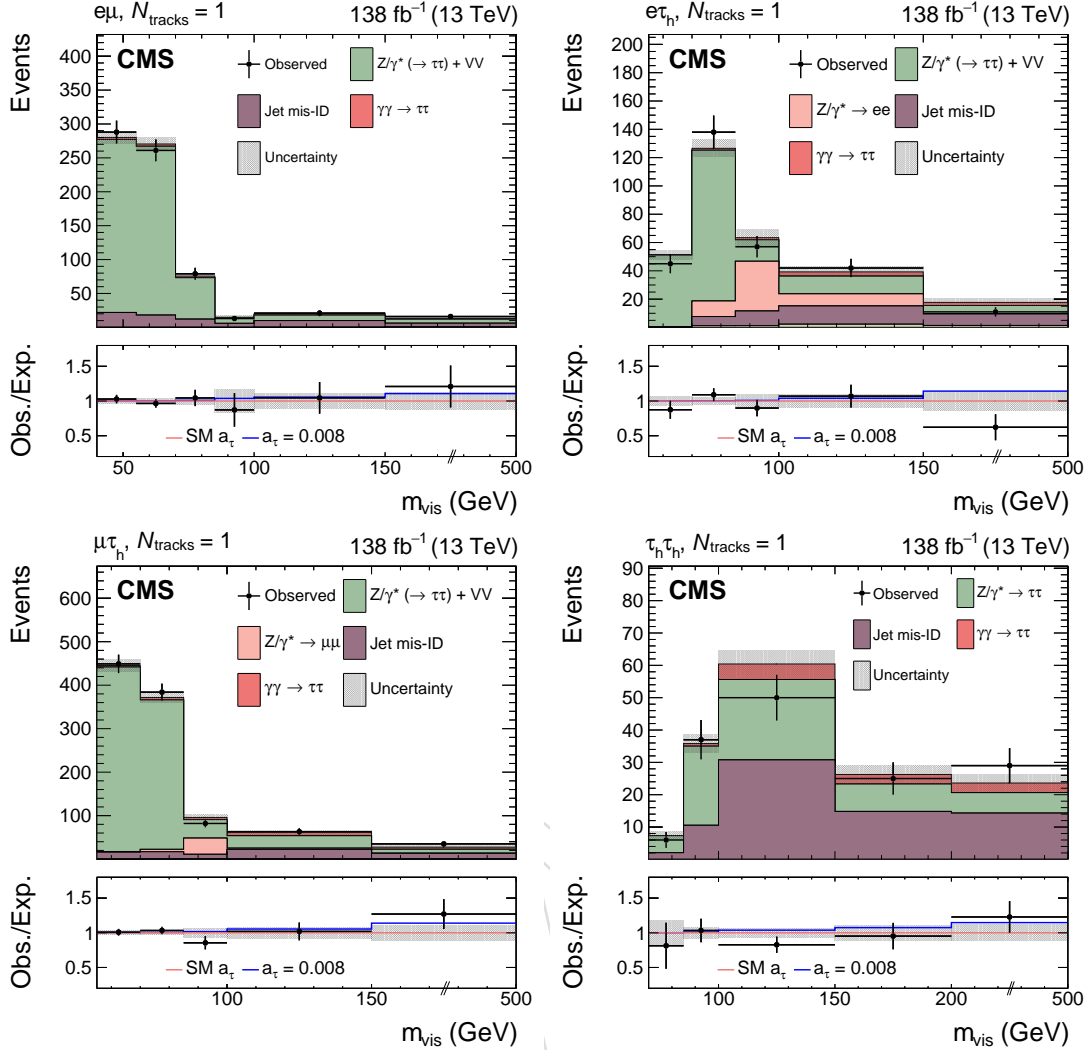 eμ, N_tracks = 1 138 fb⁻¹ (13 TeV)
CMS
Observed
Z/γ* (→ ττ) + VV
Jet mis-ID
γγ → ττ
Uncertainty
Events
400
350
300
250
200
150
100
50
Obs./Exp.
1.5
1
0.5
SM a_τ
a_τ = 0.008
50 100 150 500
m_vis (GeV)
eτ_h, N_tracks = 1 138 fb⁻¹ (13 TeV)
CMS
Observed
Z/γ* (→ ττ) + VV
Z/γ* → ee
Jet mis-ID
γγ → ττ
Uncertainty
Events
200
180
160
140
120
100
80
60
40
20
Obs./Exp.
1.5
1
0.5
SM a_τ
a_τ = 0.008
100 150 500
m_vis (GeV)
μτ_h, N_tracks = 1 138 fb⁻¹ (13 TeV)
CMS
Observed
Z/γ* (→ ττ) + VV
Z/γ* → μμ
Jet mis-ID
γγ → ττ
Uncertainty
Events
600
500
400
300
200
100
Obs./Exp.
1.5
1
0.5
SM a_τ
a_τ = 0.008
100 150 500
m_vis (GeV)
τ_hτ_h, N_tracks = 1 138 fb⁻¹ (13 TeV)
CMS
Observed
Z/γ* → ττ
Jet mis-ID
γγ → ττ
Uncertainty
Events
90
80
70
60
50
40
30
20
10
Obs./Exp.
1.5
1
0.5
SM a_τ
a_τ = 0.008
100 150 200 500
m_vis (GeV)